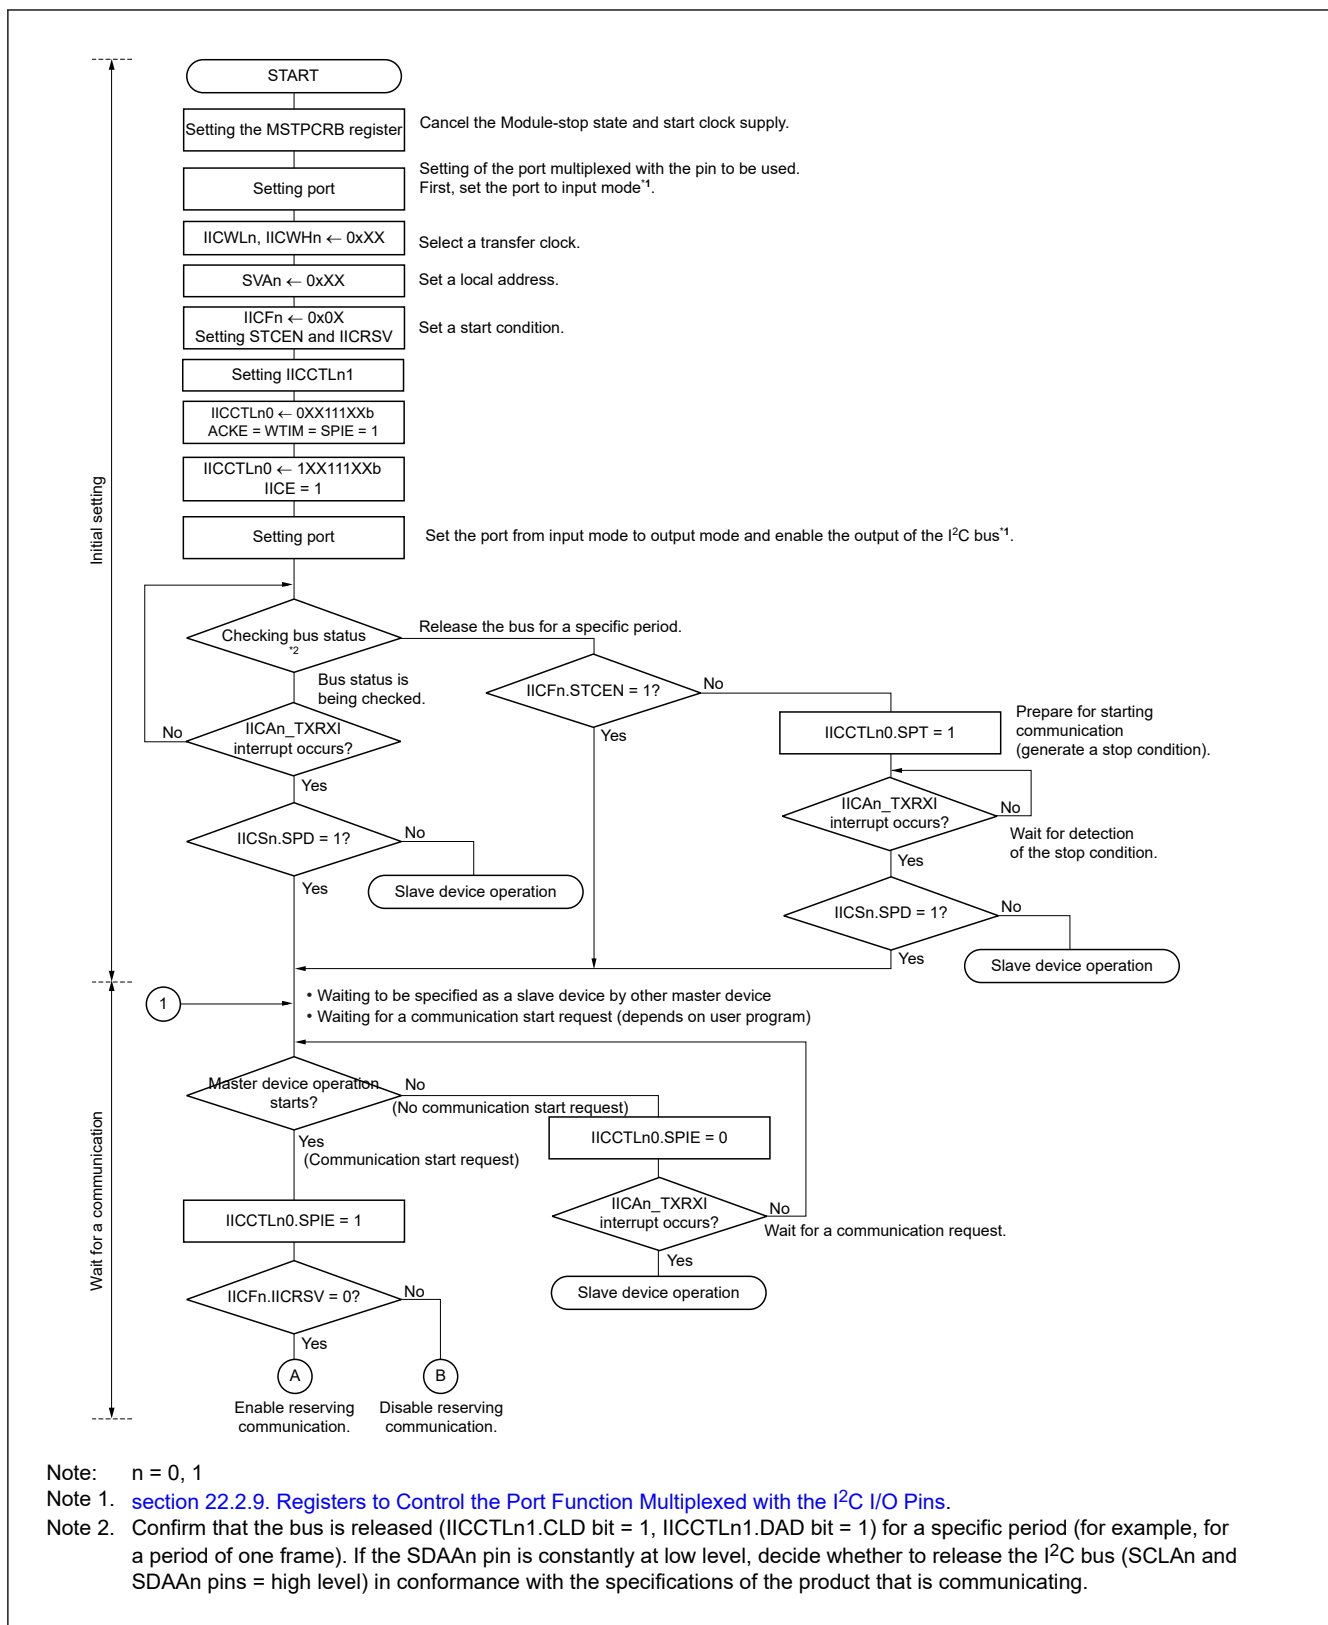 START
Setting the MSTPCRB register
Cancel the Module-stop state and start clock supply.
Setting port
Setting of the port multiplexed with the pin to be used.
First, set the port to input mode*1.
IICWLn, IICWHn ← 0xXX
Select a transfer clock.
SVAn ← 0xXX
Set a local address.
IICFn ← 0x0X
Setting STCEN and IICRSV
Set a start condition.
Setting IICCTLn1
IICCTLn0 ← 0XX111XXb
ACKE = WTIM = SPIE = 1
IICCTLn0 ← 1XX111XXb
IICE = 1
Setting port
Set the port from input mode to output mode and enable the output of the I2C bus*1.
Initial setting
Checking bus status
*2
Release the bus for a specific period.
Bus status is
being checked.
IICFn.STCEN = 1?
No
Yes
IICCTLn0.SPT = 1
Prepare for starting
communication
(generate a stop condition).
IICAn_TXRXI
interrupt occurs?
No
Yes
IICAn_TXRXI
interrupt occurs?
No
Wait for detection
of the stop condition.
Yes
IICSn.SPD = 1?
No
Yes
Slave device operation
IICSn.SPD = 1?
No
Yes
Slave device operation
1
• Waiting to be specified as a slave device by other master device
• Waiting for a communication start request (depends on user program)
Wait for a communication
Master device operation
starts?
No
(No communication start request)
Yes
(Communication start request)
IICCTLn0.SPIE = 0
IICAn_TXRXI
interrupt occurs?
No
Wait for a communication request.
Yes
Slave device operation
IICCTLn0.SPIE = 1
IICFn.IICRSV = 0?
No
Yes
A
B
Enable reserving
communication.
Disable reserving
communication.
Note: n = 0, 1
Note 1. section 22.2.9. Registers to Control the Port Function Multiplexed with the I2C I/O Pins.
Note 2. Confirm that the bus is released (IICCTLn1.CLD bit = 1, IICCTLn1.DAD bit = 1) for a specific period (for example, for
a period of one frame). If the SDAAn pin is constantly at low level, decide whether to release the I2C bus (SCLAn and
SDAAn pins = high level) in conformance with the specifications of the product that is communicating.